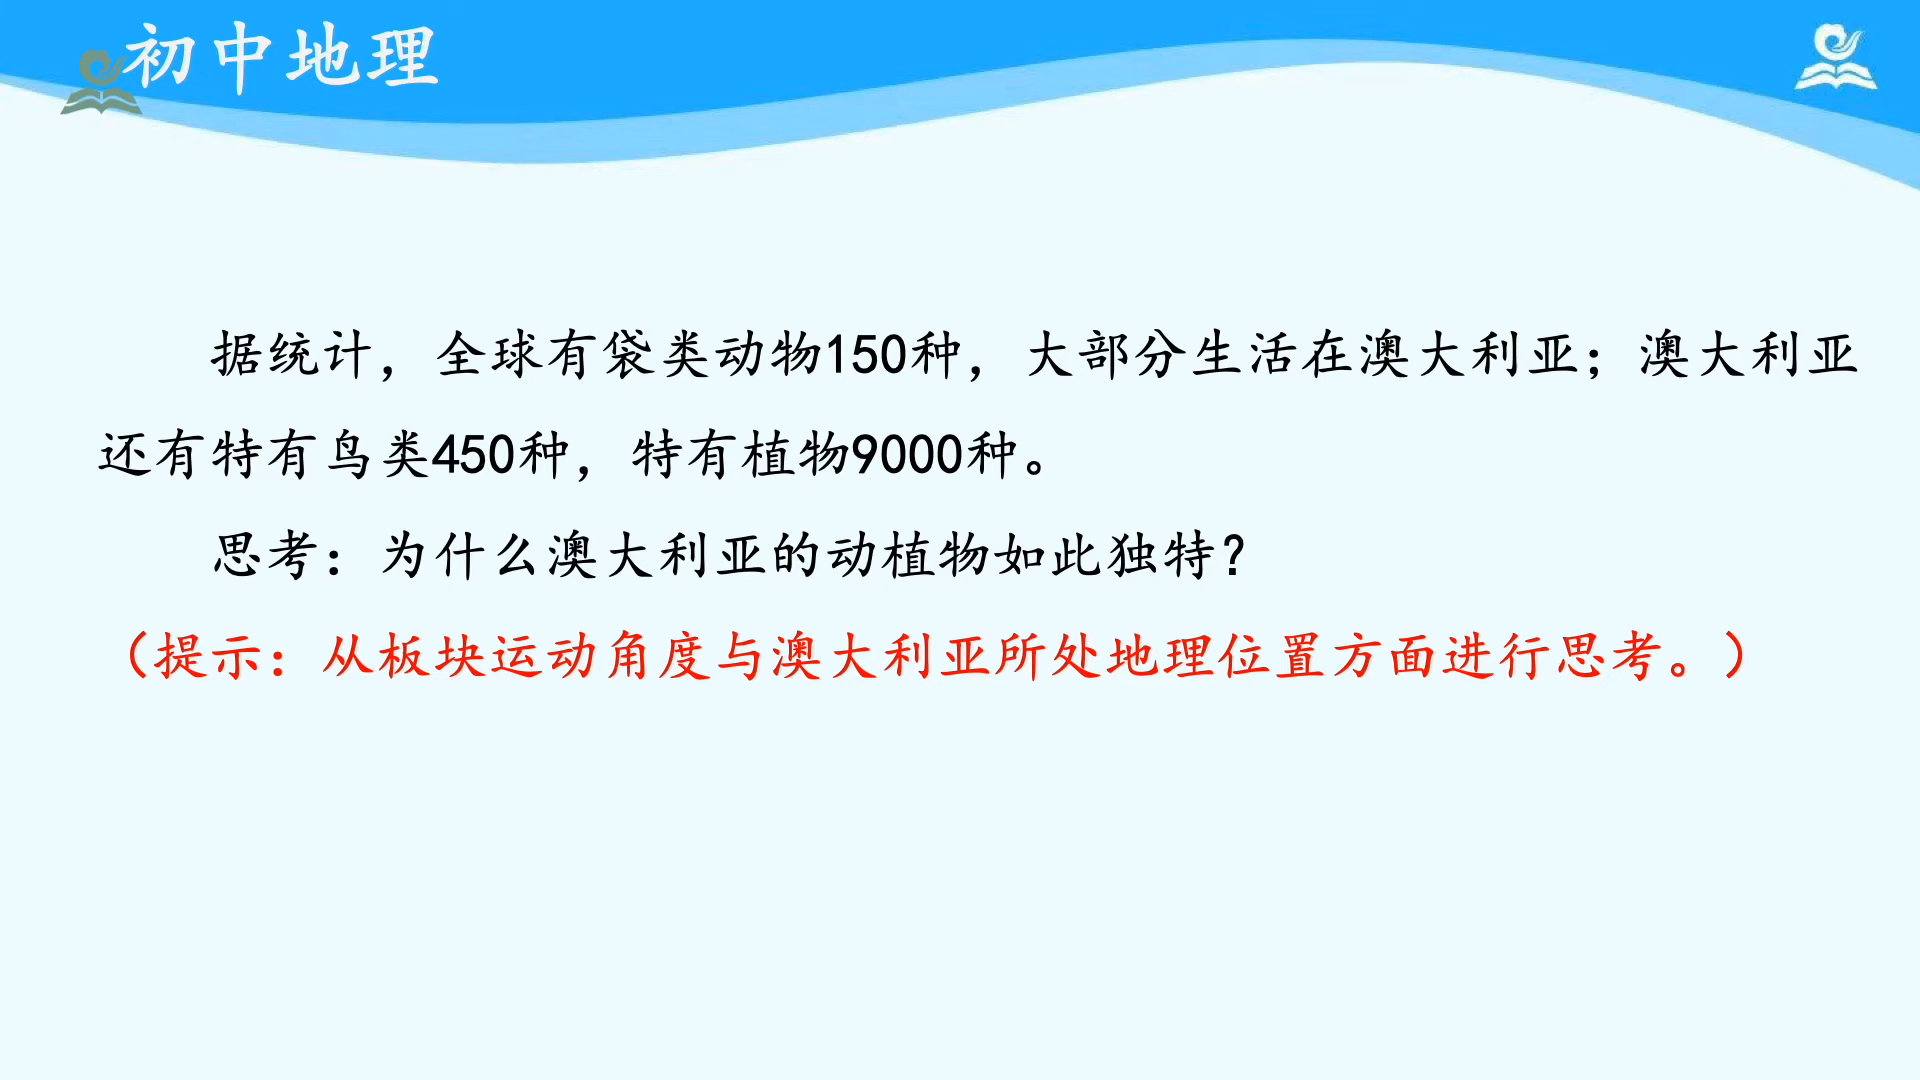 初中地理
据统计，全球有袋类动物150种，大部分生活在澳大利亚；澳大利亚
还有特有鸟类450种，特有植物9000种。
思考：为什么澳大利亚的动植物如此独特？
（提示：从板块运动角度与澳大利亚所处地理位置方面进行思考。）